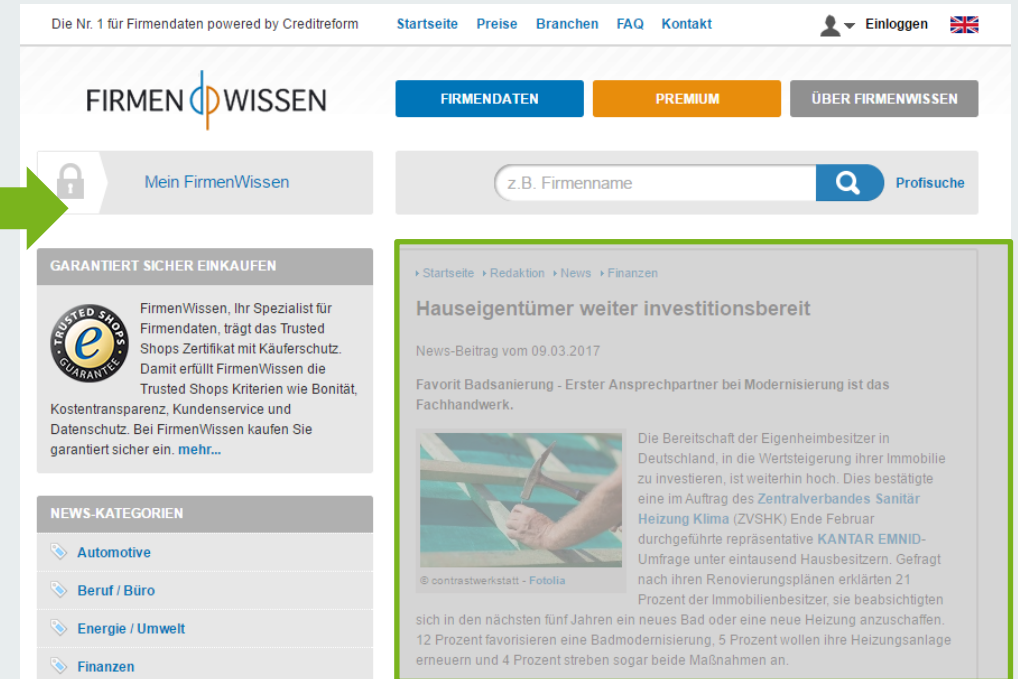 Die Nr. 1 für Firmendaten powered by Creditreform
Startseite Preise Branchen FAQ Kontakt
Einloggen
FIRMEN WISSEN
FIRMENDATEN
PREMIUM
ÜBER FIRMENWISSEN
Mein FirmenWissen
z.B. Firmenname
Profisuche
GARANTIERT SICHER EINKAUFEN
TRUSTED SHOPS
GUARANTEE
FirmenWissen, Ihr Spezialist für
Firmendaten, trägt das Trusted
Shops Zertifikat mit Käuferschutz.
Damit erfüllt FirmenWissen die
Trusted Shops Kriterien wie Bonität,
Kostentransparenz, Kundenservice und
Datenschutz. Bei FirmenWissen kaufen Sie
garantiert sicher ein. mehr...
NEWS-KATEGORIEN
Automotive
Beruf / Büro
Energie / Umwelt
Finanzen
Startseite Redaktion News Finanzen
Hauseigentümer weiter investitionsbereit
News-Beitrag vom 09.03.2017
Favorit Badsanierung - Erster Ansprechpartner bei Modernisierung ist das
Fachhandwerk.
© contrastwerkstatt - Fotolia
Die Bereitschaft der Eigenheimbesitzer in
Deutschland, in die Wertsteigerung ihrer Immobilie
zu investieren, ist weiterhin hoch. Dies bestätigte
eine im Auftrag des Zentralverbandes Sanitär
Heizung Klima (ZVSHK) Ende Februar
durchgeführte repräsentative KANTAR EMNID-
Umfrage unter eintausend Hausbesitzern. Gefragt
nach ihren Renovierungsplänen erklärten 21
Prozent der Immobilienbesitzer, sie beabsichtigten
sich in den nächsten fünf Jahren ein neues Bad oder eine neue Heizung anzuschaffen.
12 Prozent favorisieren eine Badmodernisierung, 5 Prozent wollen ihre Heizungsanlage
erneuern und 4 Prozent streben sogar beide Maßnahmen an.